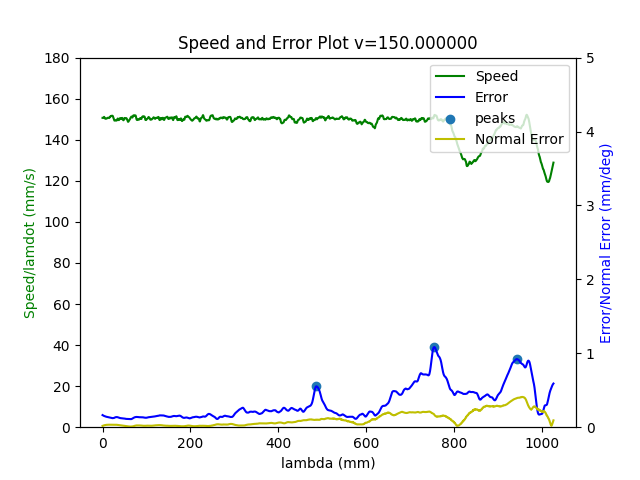 Speed and Error Plot v=150.000000
Speed
Error
peaks
Normal Error
180
160
140
120
100
80
60
40
20
0
Speed/lamdot (mm/s)
5
4
3
2
1
0
Error/Normal Error (mm/deg)
0 200 400 600 800 1000
lambda (mm)